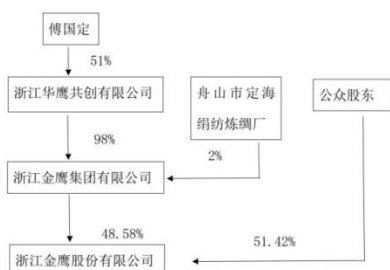 傅国定
51%
浙江华鹰共创有限公司
舟山市定海
绢纺炼绸厂
公众股东
98%
2%
浙江金鹰集团有限公司
48.58%
51.42%
浙江金鹰股份有限公司